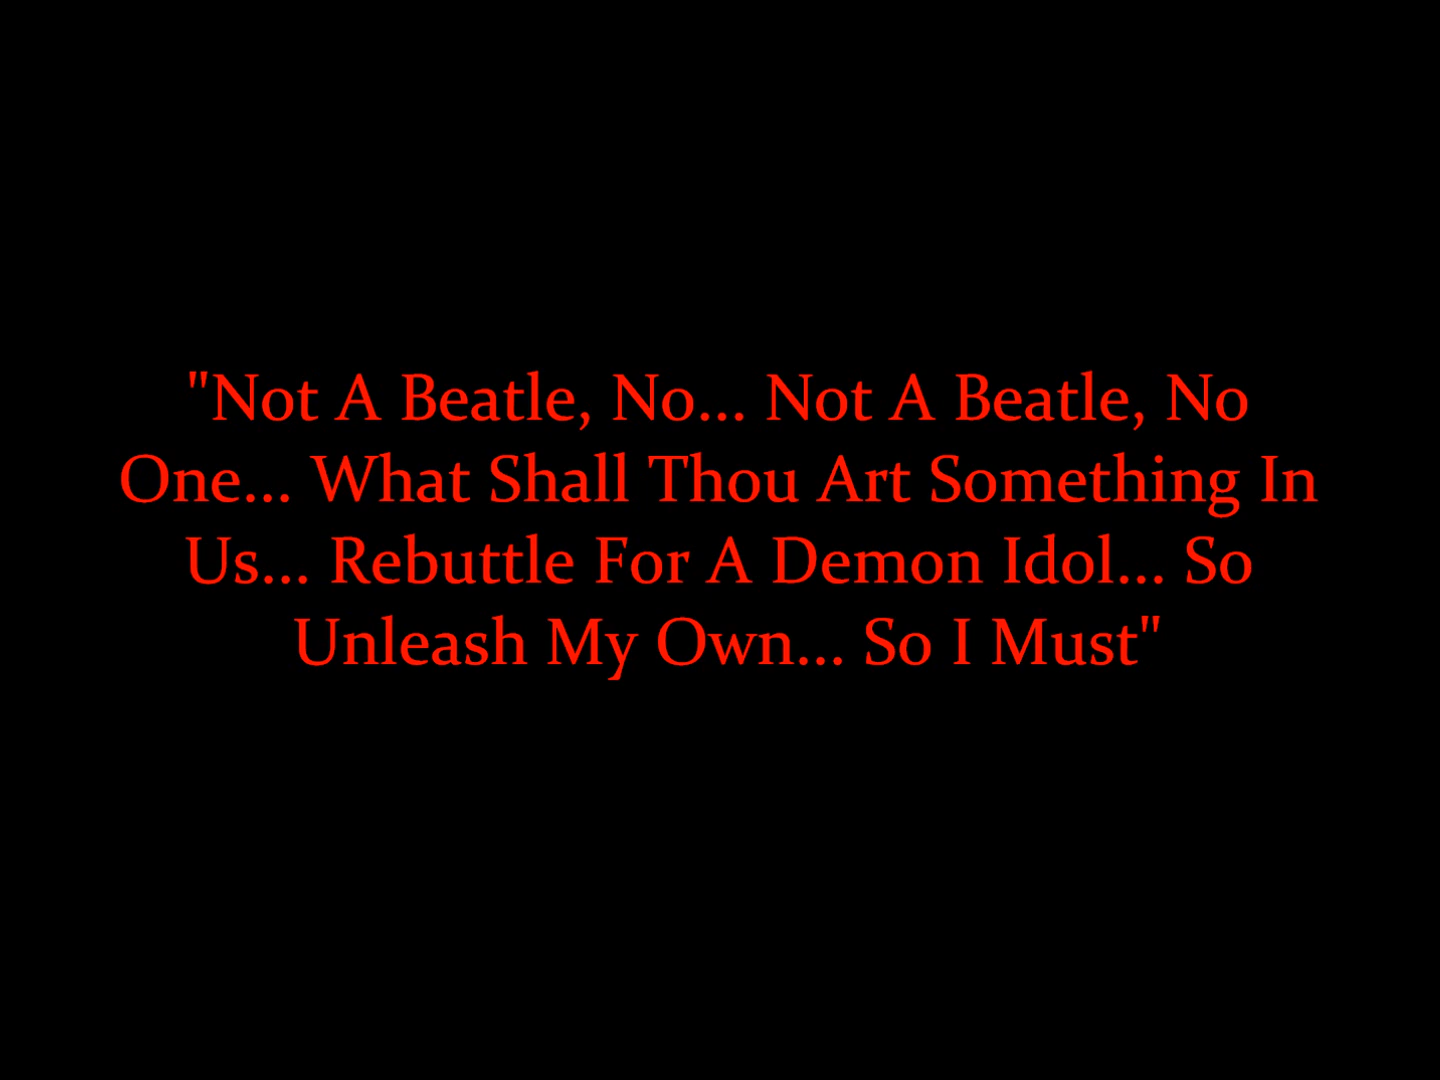 "Not A Beatle, No... Not A Beatle, No
One... What Shall Thou Art Something In
Us... Rebuttle For A Demon Idol... So
Unleash My Own... So I Must"